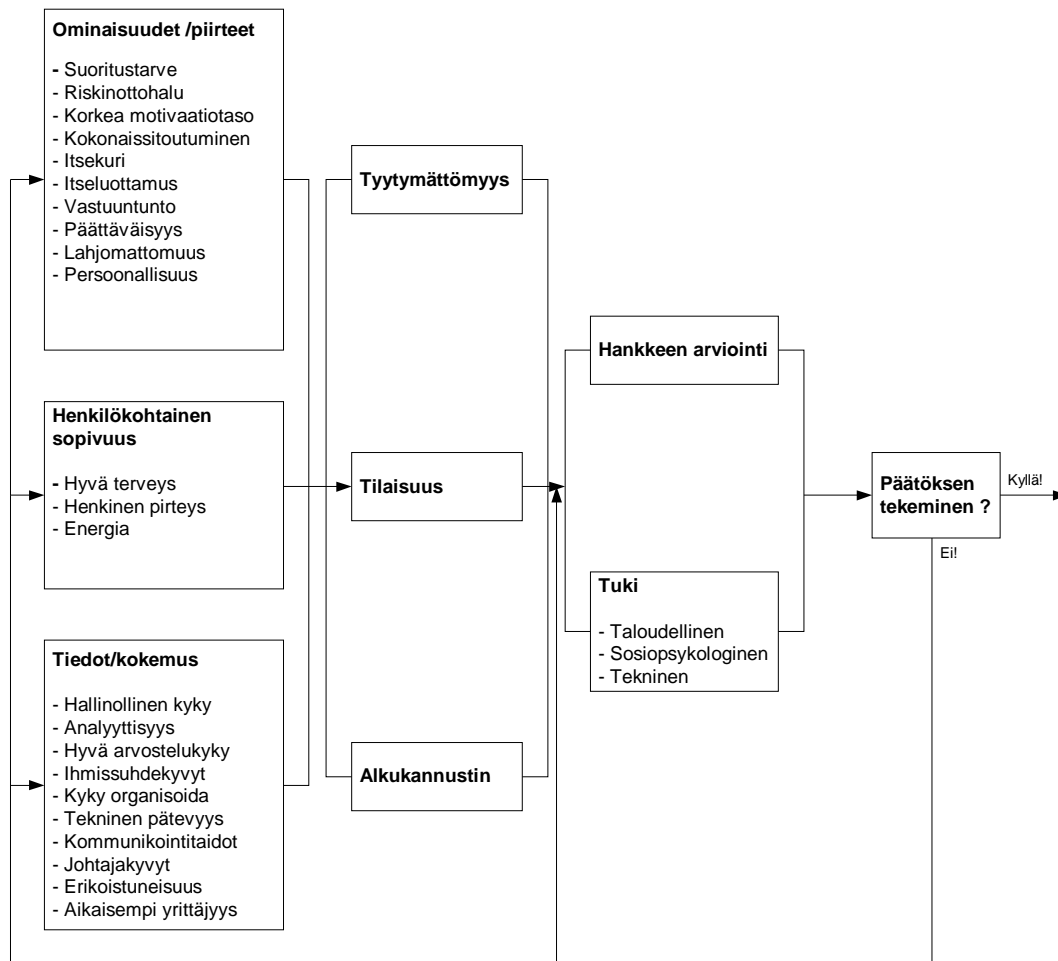 Ominaisuudet /piirteet
- Suoritustarve
- Riskinottohalu
- Korkea motivaatiotaso
- Kokonaissitoutuminen
- Itsekuri
- Itseluottamus
- Vastuuntunto
- Päättäväisyys
- Lahjomattomuus
- Persoonallisuus
Henkilökohtainen
sopivuus
- Hyvä terveys
- Henkinen pirteys
- Energia
Tiedot/kokemus
- Hallinollinen kyky
- Analyyttisyys
- Hyvä arvostelukyky
- Ihmissuhdekyvyt
- Kyky organisoida
- Tekninen pätevyys
- Kommunikointitaidot
- Johtajakyvyt
- Erikoistuneisuus
- Aikaisempi yrittäjyys
Tyytymättömyys
Tilaisuus
Alkukannustin
Hankkeen arviointi
Tuki
- Taloudellinen
- Sosiopsykologinen
- Tekninen
Päätöksen
tekeminen ?
Kyllä!
Ei!